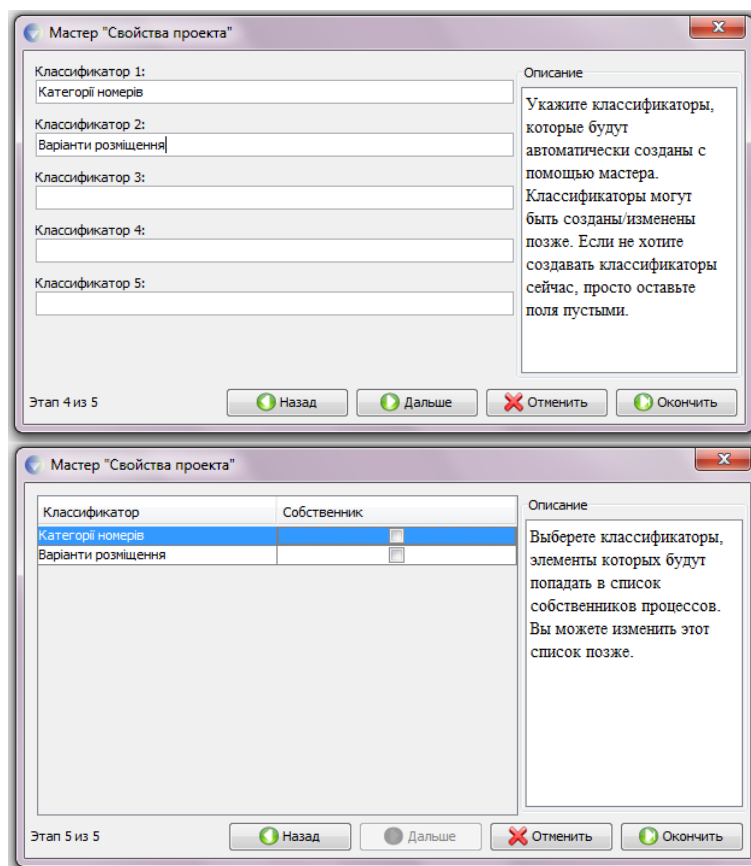 Мастер "Свойства проекта"
Классификатор 1:
Категорії номерів
Классификатор 2:
Варіанти розміщення
Классификатор 3:
Классификатор 4:
Классификатор 5:
Описание
Укажите классификаторы,
которые будут
автоматически созданы с
помощью мастера.
Классификаторы могут
быть созданы/изменены
позже. Если не хотите
создавать классификаторы
сейчас, просто оставьте
поля пустыми.
Этап 4 из 5
Назад
Дальше
Отменить
Окончить
Мастер "Свойства проекта"
Классификатор
Собственник
Категорії номерів
Варіанти розміщення
Описание
Выберете классификаторы,
элементы которых будут
попадать в список
собственников процессов.
Вы можете изменить этот
список позже.
Этап 5 из 5
Назад
Дальше
Отменить
Окончить